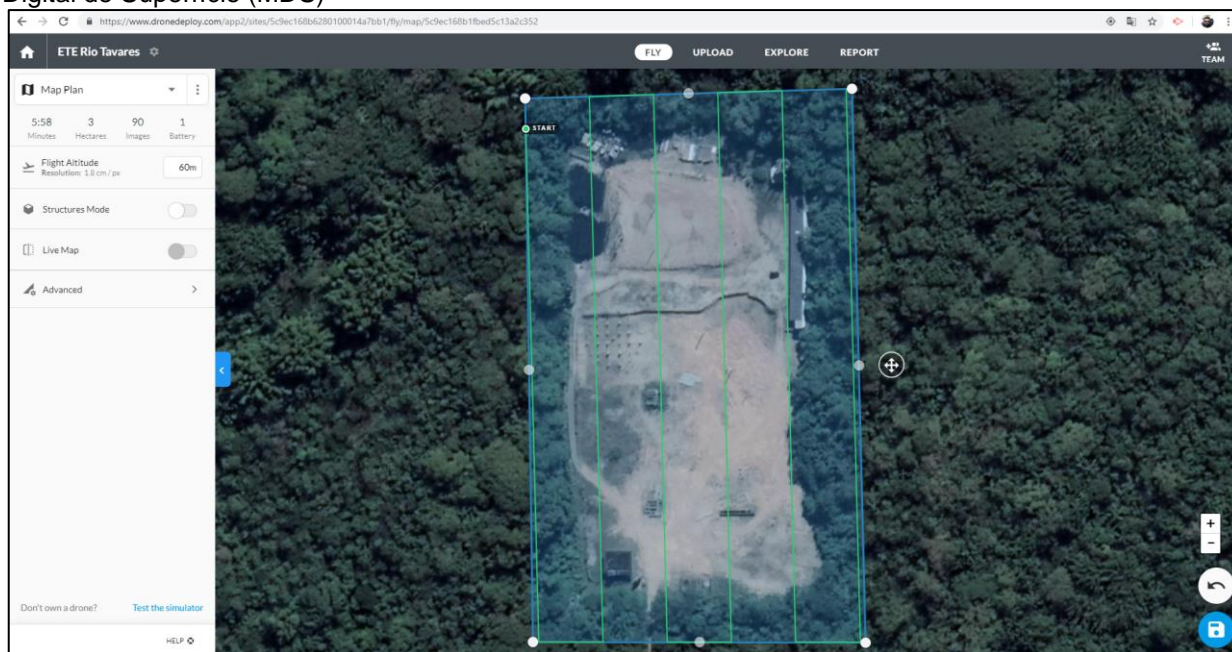 Digital de Superfície (MDS)
https://www.dronedeploy.com/app2/sites/5c9ec168b6280100014a7bb1/fly/map/5c9ec168b1fbed5c13a2c352
ETE Rio Tavares
FLY UPLOAD EXPLORE REPORT
TEAM
Map Plan
5:58 3 90 1
Minutes Hectares Images Battery
Flight Altitude
Resolution: 1.8 cm / px
60m
Structures Mode
Live Map
Advanced
START
+
−
Don't own a drone? Test the simulator
HELP